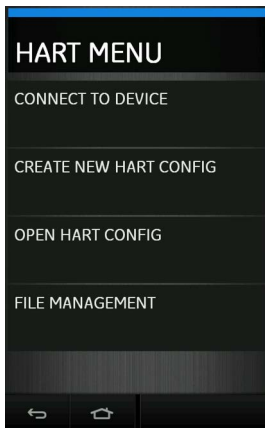 HART MENU
CONNECT TO DEVICE
CREATE NEW HART CONFIG
OPEN HART CONFIG
FILE MANAGEMENT